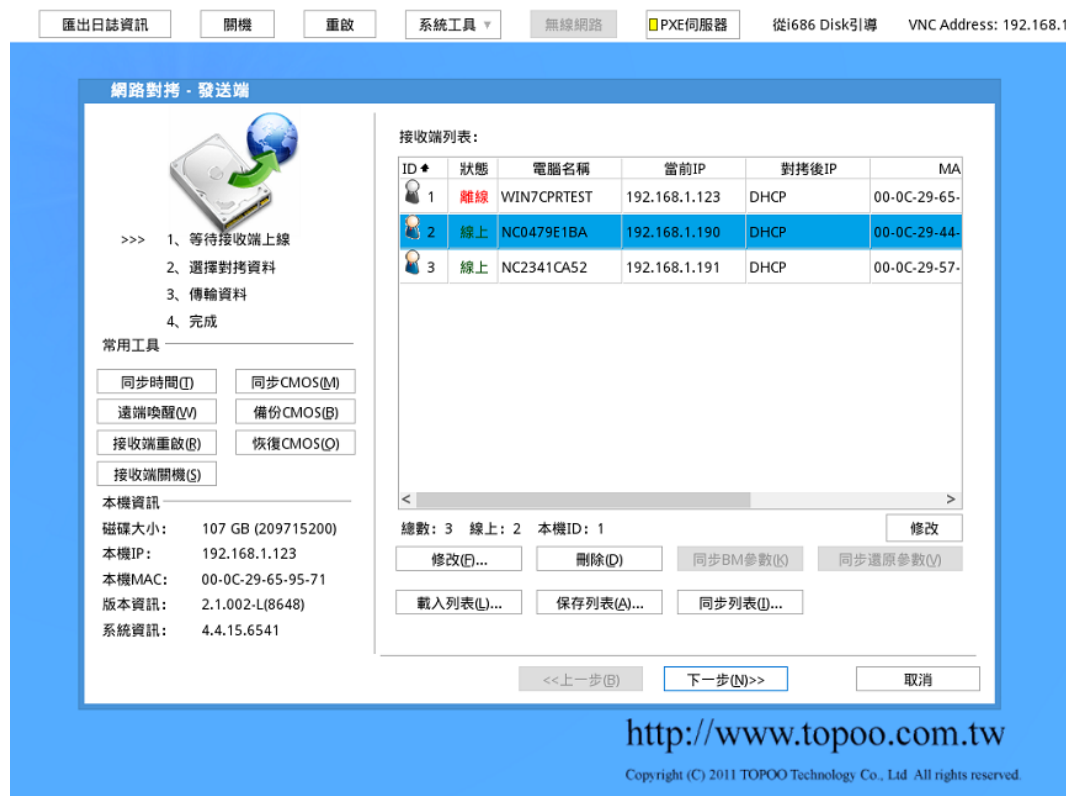 匯出日誌資訊 關機 重啟 系統工具 ▼ 無線網路 PXE伺服器 從i686 Disk引導 VNC Address: 192.168.1
網路對拷 - 發送端
>>> 1、等待接收端上線
2、選擇對拷資料
3、傳輸資料
4、完成
常用工具
同步時間(T) 同步CMOS(M)
遠端喚醒(W) 備份CMOS(B)
接收端重啟(R) 恢復CMOS(O)
接收端關機(S)
本機資訊
磁碟大小: 107 GB (209715200)
本機IP: 192.168.1.123
本機MAC: 00-0C-29-65-95-71
版本資訊: 2.1.002-L(8648)
系統資訊: 4.4.15.6541
接收端列表:
ID 狀態 電腦名稱 當前IP 對拷後IP MA
1 離線 WIN7CPRTEST 192.168.1.123 DHCP 00-0C-29-65-
2 線上 NC0479E1BA 192.168.1.190 DHCP 00-0C-29-44-
3 線上 NC2341CA52 192.168.1.191 DHCP 00-0C-29-57-
< >
總數: 3 線上: 2 本機ID: 1 修改
修改(F)... 刪除(D) 同步BM參數(K) 同步還原參數(V)
載入列表(L)... 保存列表(A)... 同步列表(I)...
<<上一步(B) 下一步(N)>> 取消
http://www.topoo.com.tw
Copyright (C) 2011 TOPOO Technology Co., Ltd All rights reserved.